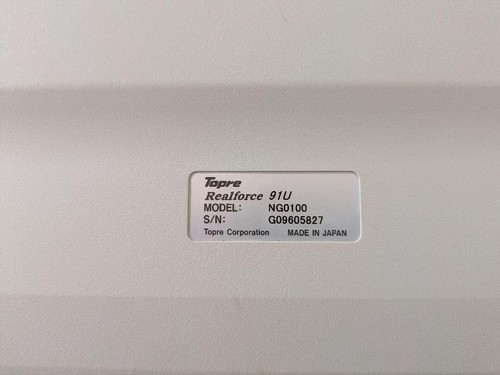 Topre
Realforce 91U
MODEL: NG0100
S/N: G09605827
Topre Corporation MADE IN JAPAN